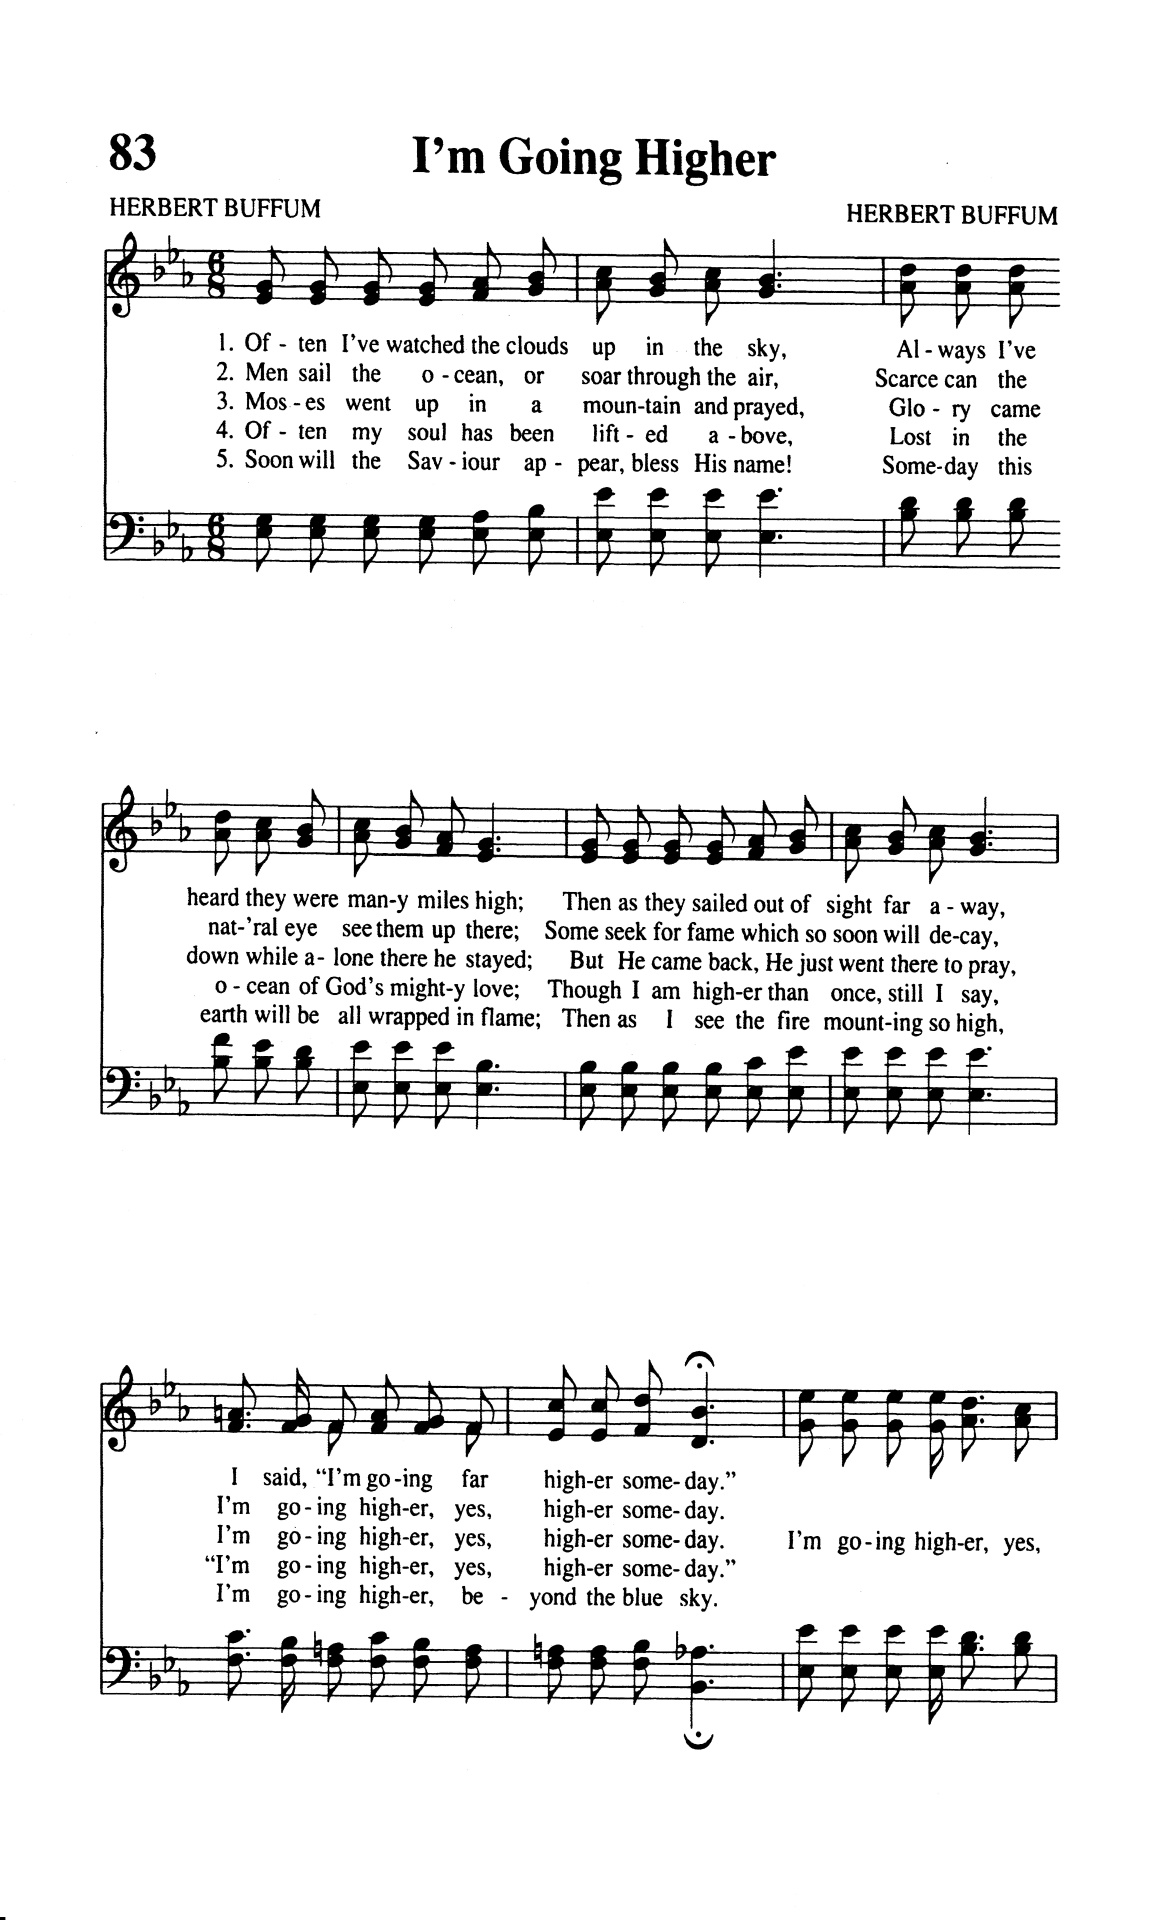 83 I'm Going Higher
HERBERT BUFFUM HERBERT BUFFUM
1. Of - ten I've watched the clouds up in the sky, Al - ways I've
2. Men sail the o - cean, or soar through the air, Scarce can the
3. Mos - es went up in a moun-tain and prayed, Glo - ry came
4. Of - ten my soul has been lift - ed a - bove, Lost in the
5. Soon will the Sav - iour ap - pear, bless His name! Some-day this
heard they were man-y miles high; Then as they sailed out of sight far a - way,
nat-'ral eye see them up there; Some seek for fame which so soon will de-cay,
down while a- lone there he stayed; But He came back, He just went there to pray,
o - cean of God's might-y love; Though I am high-er than once, still I say,
earth will be all wrapped in flame; Then as I see the fire mount-ing so high,
I said, “I'm go -ing far high-er some-day.”
I'm go - ing high-er, yes, high-er some-day.
I'm go - ing high-er, yes, high-er some-day. I'm go - ing high-er, yes,
“I'm go - ing high-er, yes, high-er some-day.”
I'm go - ing high-er, be - yond the blue sky.